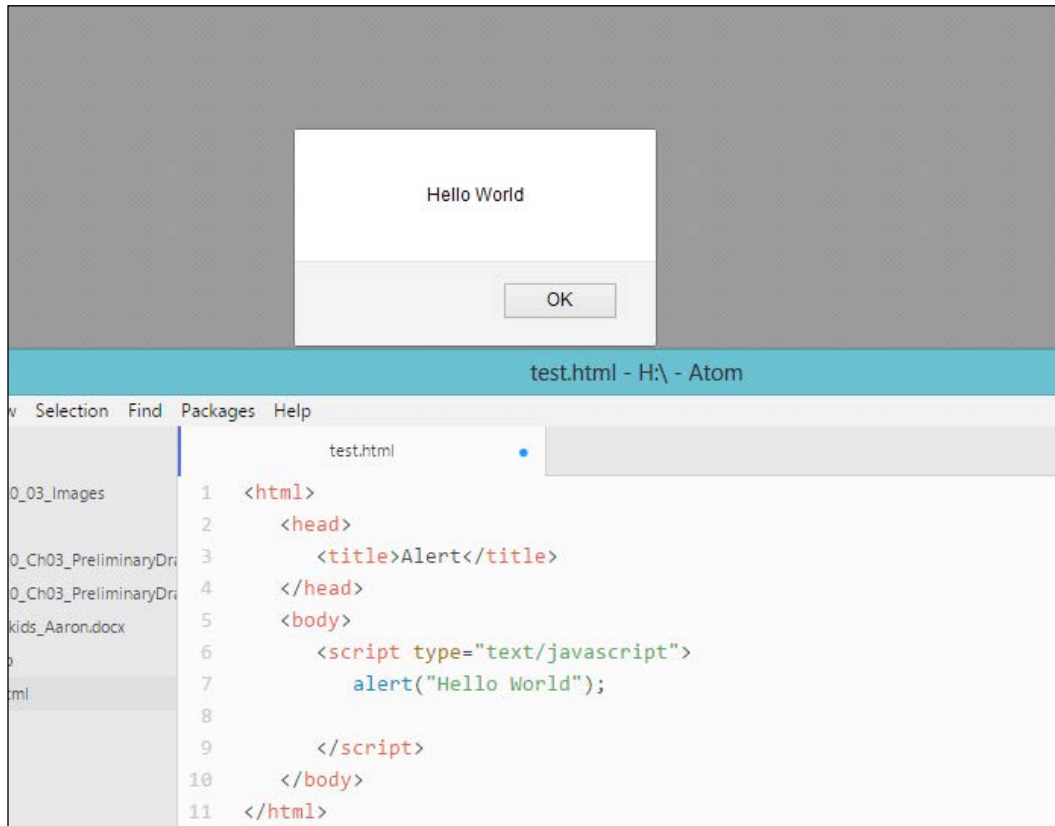 Hello World
OK
test.html - H:\ - Atom
Selection Find Packages Help
test.html
0_03_Images
0_Ch03_PreliminaryDra
0_Ch03_PreliminaryDra
kids_Aaron.docx
1 <html>
2 <head>
3 <title>Alert</title>
4 </head>
5 <body>
6 <script type="text/javascript">
7 alert("Hello World");
8
9 </script>
10 </body>
11 </html>